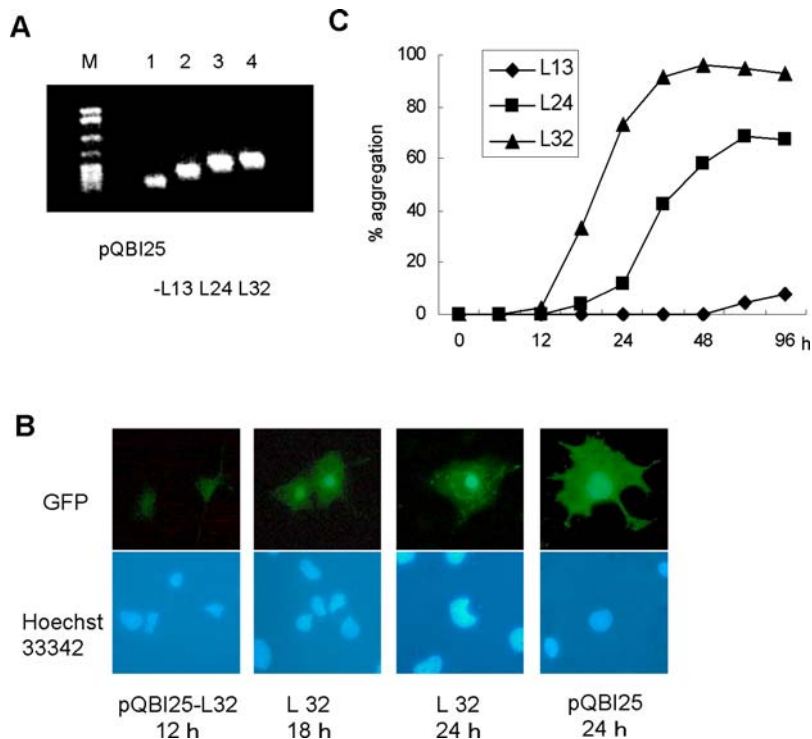 A
M 1 2 3 4
pQBI25
-L13 L24 L32
C
100
80
60
40
20
0
% aggregation
L13
L24
L32
0 12 24 48 96 h
B
GFP
Hoechst
33342
pQBI25-L32
12 h
L 32
18 h
L 32
24 h
pQBI25
24 h